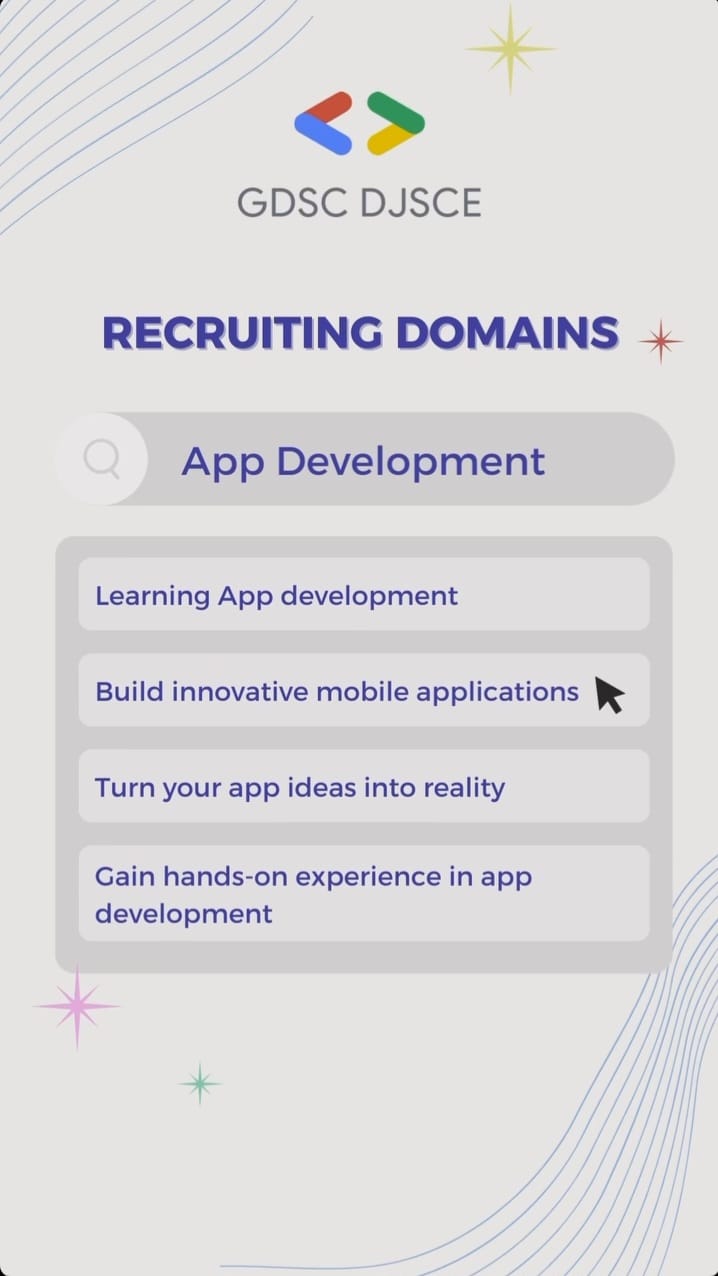 GDSC DJSCE
RECRUITING DOMAINS
App Development
Learning App development
Build innovative mobile applications
Turn your app ideas into reality
Gain hands-on experience in app
development